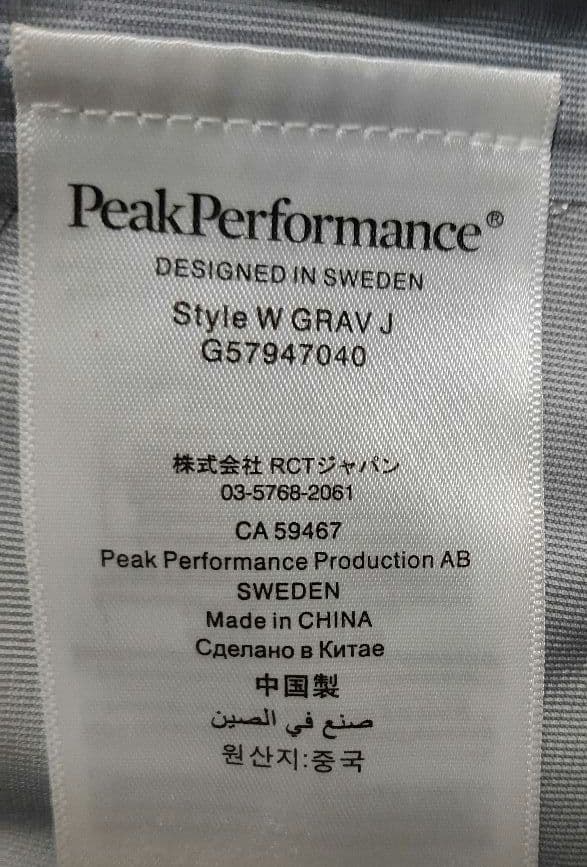 PeakPerformance®
DESIGNED IN SWEDEN
Style W GRAV J
G57947040
株式会社 RCTジャパン
03-5768-2061
CA 59467
Peak Performance Production AB
SWEDEN
Made in CHINA
Сделано в Китае
中国製
صنع في الصين
원산지:중국